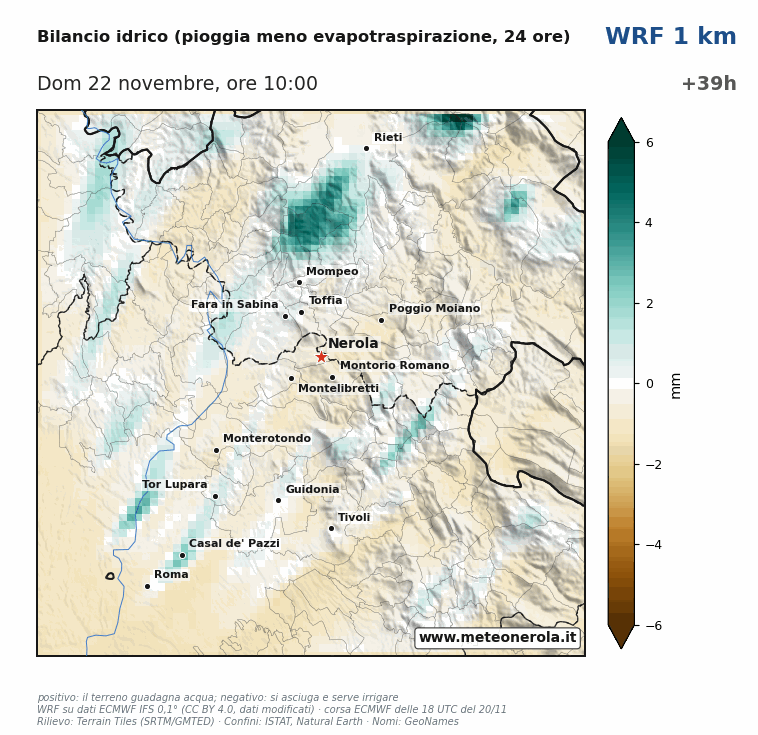 Bilancio idrico (pioggia meno evapotraspirazione, 24 ore)
WRF 1 km
Dom 22 novembre, ore 10:00
+39h
Rieti
Mompeo
Fara in Sabina
Toffia
Poggio Moiano
Nerola
Montorio Romano
Montelibretti
Monterotondo
Tor Lupara
Guidonia
Tivoli
Casal de' Pazzi
Roma
www.meteonerola.it
6
4
2
0
−2
−4
−6
mm
positivo: il terreno guadagna acqua; negativo: si asciuga e serve irrigare
WRF su dati ECMWF IFS 0,1° (CC BY 4.0, dati modificati) · corsa ECMWF delle 18 UTC del 20/11
Rilievo: Terrain Tiles (SRTM/GMTED) · Confini: ISTAT, Natural Earth · Nomi: GeoNames